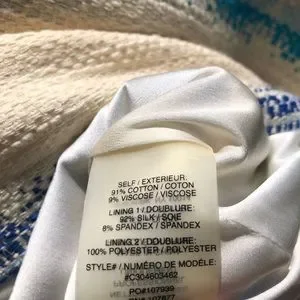 SELF / EXTERIEUR:
91% COTTON / COTON
9% VISCOSE / VISCOSE
LINING 1 / DOUBLURE:
92% SILK / SOIE
8% SPANDEX / SPANDEX
LINING 2 / DOUBLURE:
100% POLYESTER / POLYESTER
STYLE# / NUMÉRO DE MODÈLE:
#C304603462
PO#107939